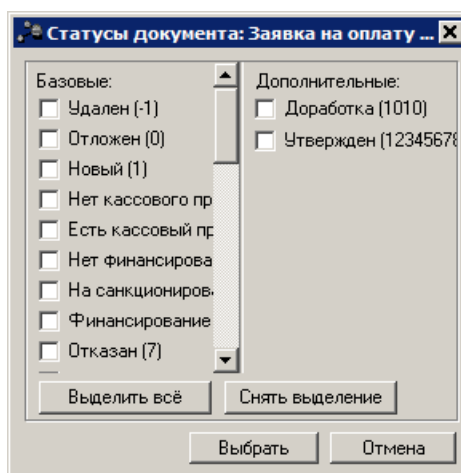 Статусы документа: Заявка на оплату ...
Базовые:
Удален (-1)
Отложен (0)
Новый (1)
Нет кассового пр
Есть кассовый пр
Нет финансирова
На санкциониров
Финансирование
Отказан (7)
Дополнительные:
Доработка (1010)
Утвержден (12345678
Выделить всё
Снять выделение
Выбрать
Отмена